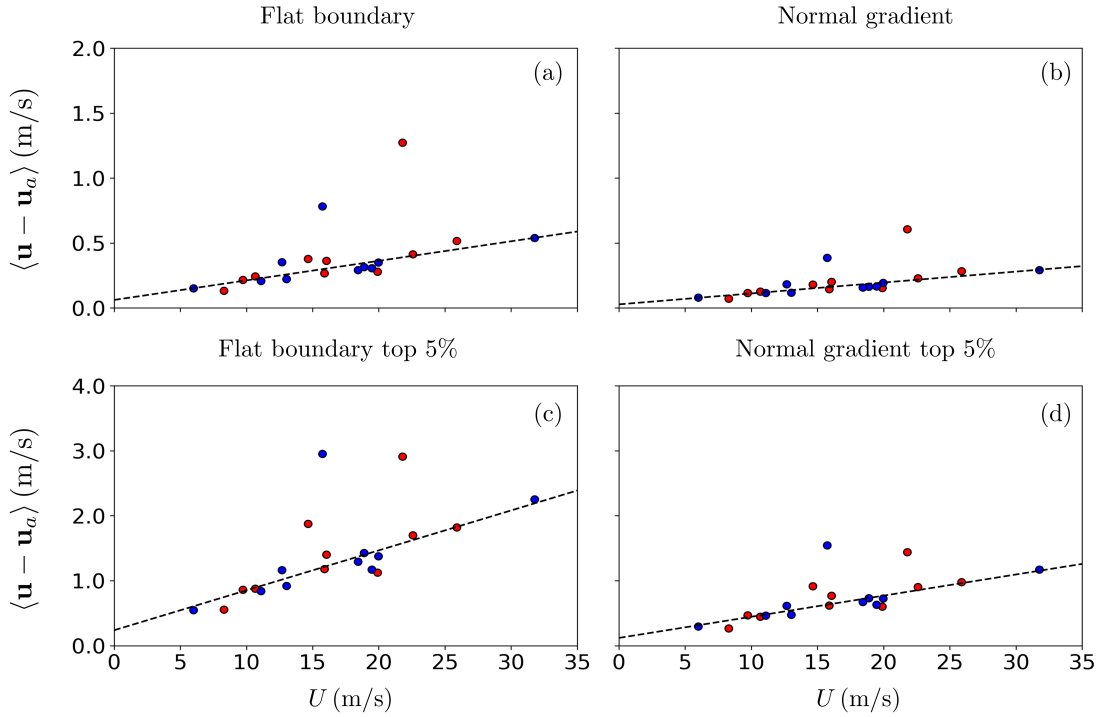 Flat boundary
Normal gradient
2.0
1.5
1.0
0.5
0.0
(a)
(b)
⟨u − uₐ⟩ (m/s)
Flat boundary top 5%
Normal gradient top 5%
4.0
3.0
2.0
1.0
0.0
(c)
(d)
⟨u − uₐ⟩ (m/s)
0 5 10 15 20 25 30 35
0 5 10 15 20 25 30 35
U (m/s)
U (m/s)